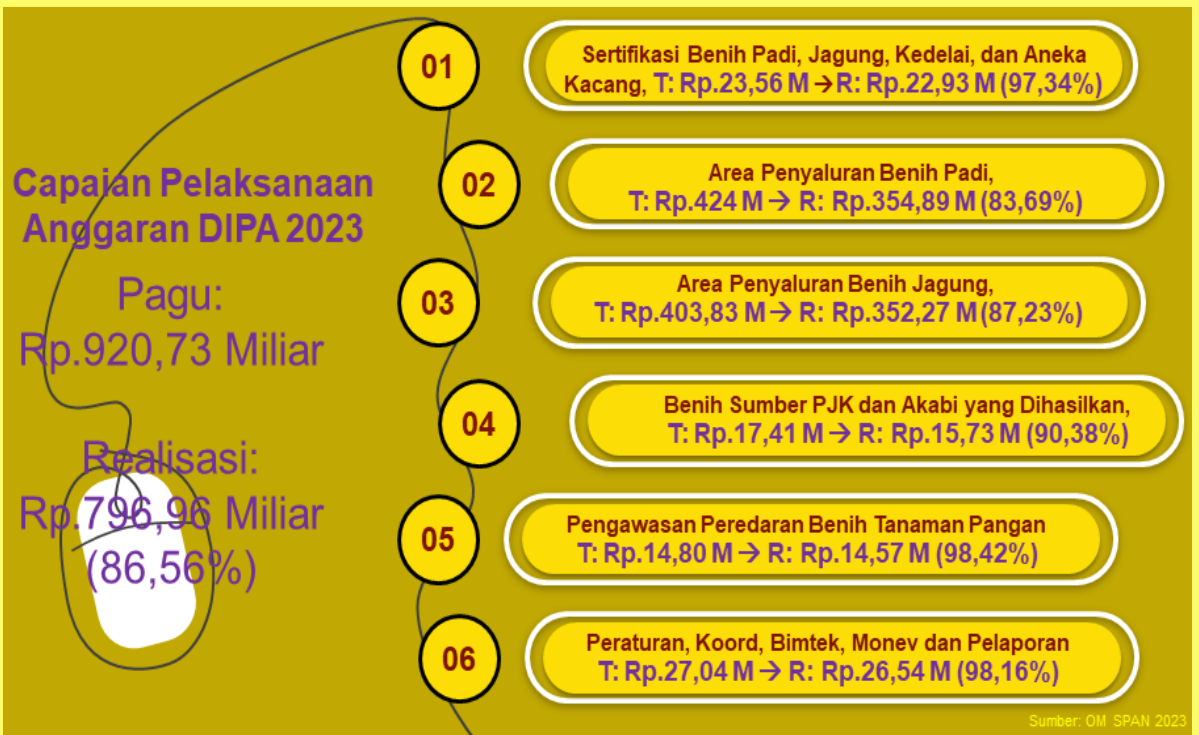 Capaian Pelaksanaan
Anggaran DIPA 2023
Pagu:
Rp.920,73 Miliar
Realisasi:
Rp.796,96 Miliar
(86,56%)
01
Sertifikasi Benih Padi, Jagung, Kedelai, dan Aneka
Kacang, T: Rp.23,56 M → R: Rp.22,93 M (97,34%)
02
Area Penyaluran Benih Padi,
T: Rp.424 M → R: Rp.354,89 M (83,69%)
03
Area Penyaluran Benih Jagung,
T: Rp.403,83 M → R: Rp.352,27 M (87,23%)
04
Benih Sumber PJK dan Akabi yang Dihasilkan,
T: Rp.17,41 M → R: Rp.15,73 M (90,38%)
05
Pengawasan Peredaran Benih Tanaman Pangan
T: Rp.14,80 M → R: Rp.14,57 M (98,42%)
06
Peraturan, Koord, Bimtek, Monev dan Pelaporan
T: Rp.27,04 M → R: Rp.26,54 M (98,16%)
Sumber: OM SPAN 2023